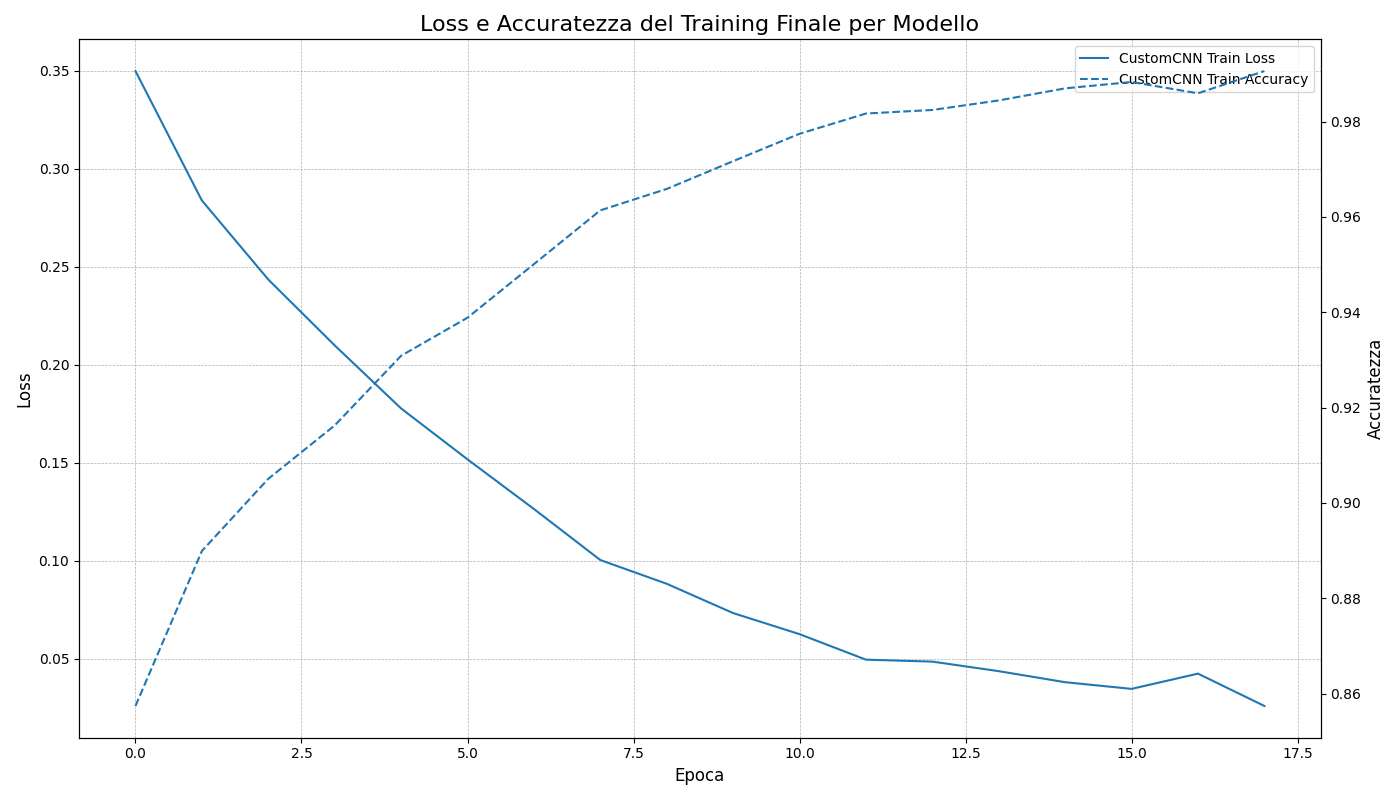 Loss e Accuratezza del Training Finale per Modello
CustomCNN Train Loss
CustomCNN Train Accuracy
0.35
0.30
0.25
0.20
0.15
0.10
0.05
Loss
0.98
0.96
0.94
0.92
0.90
0.88
0.86
Accuratezza
0.0 2.5 5.0 7.5 10.0 12.5 15.0 17.5
Epoca